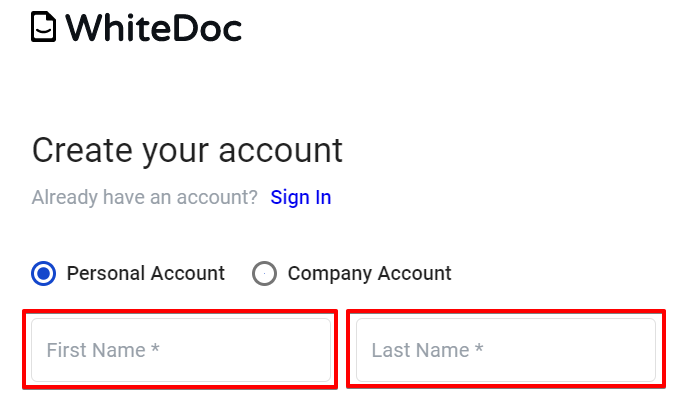 WhiteDoc
Create your account
Already have an account? Sign In
Personal Account Company Account
First Name * Last Name *